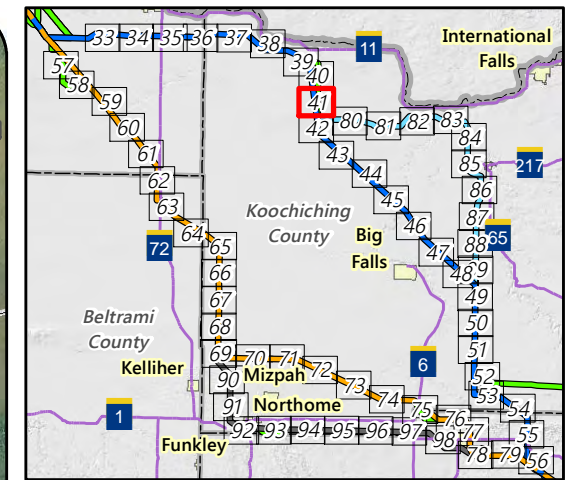 33 34 35 36 37 38
International
Falls
11
39
57
40
58
41
59
80 81 82 83
42
60
84
61
43
85
217
62
44
86
63
45
Koochiching
County
87
64
46
72
65
Big
Falls
47
88
65
66
48
89
67
49
Beltrami
County
68
50
69 70 71
51
6
Kelliher
72
90
Mizpah
52
73
53
1
91
Northome
74
75
54
76
92 93 94 95 96 97
77
55
Funkley
98
78 79 56